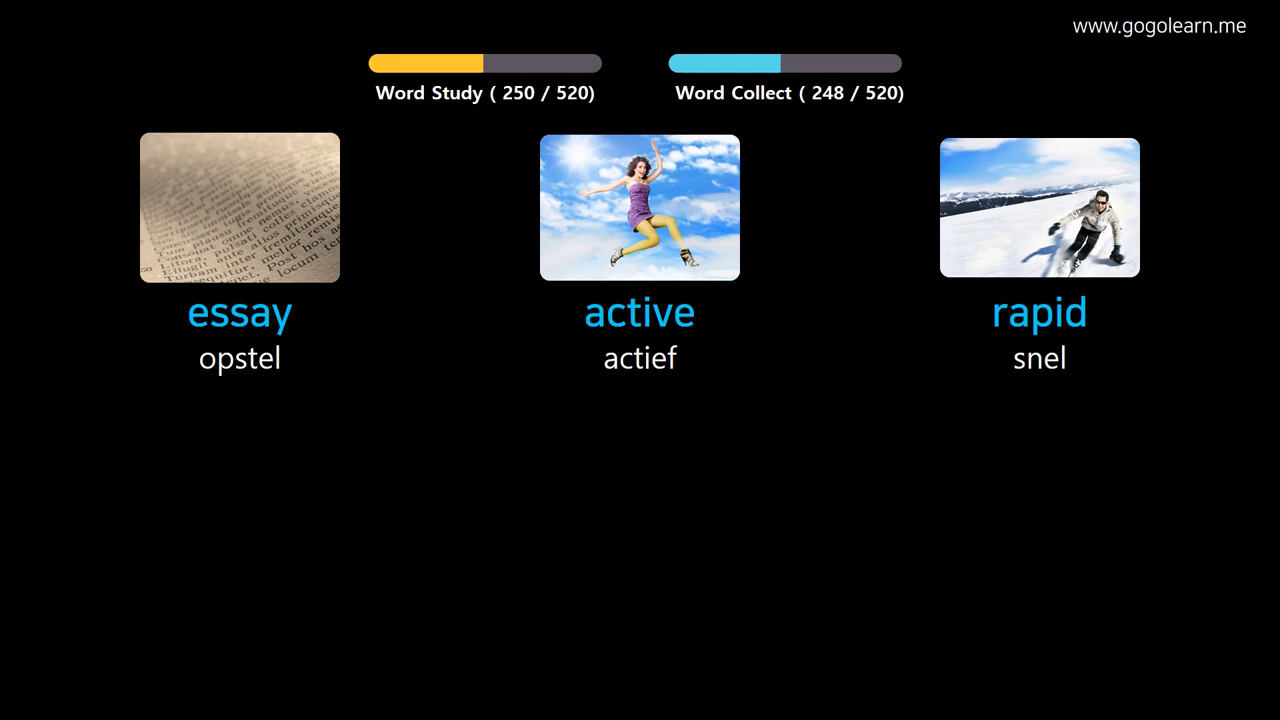 www.gogolearn.me
Word Study ( 250 / 520)
Word Collect ( 248 / 520)
essay
opstel
active
actief
rapid
snel